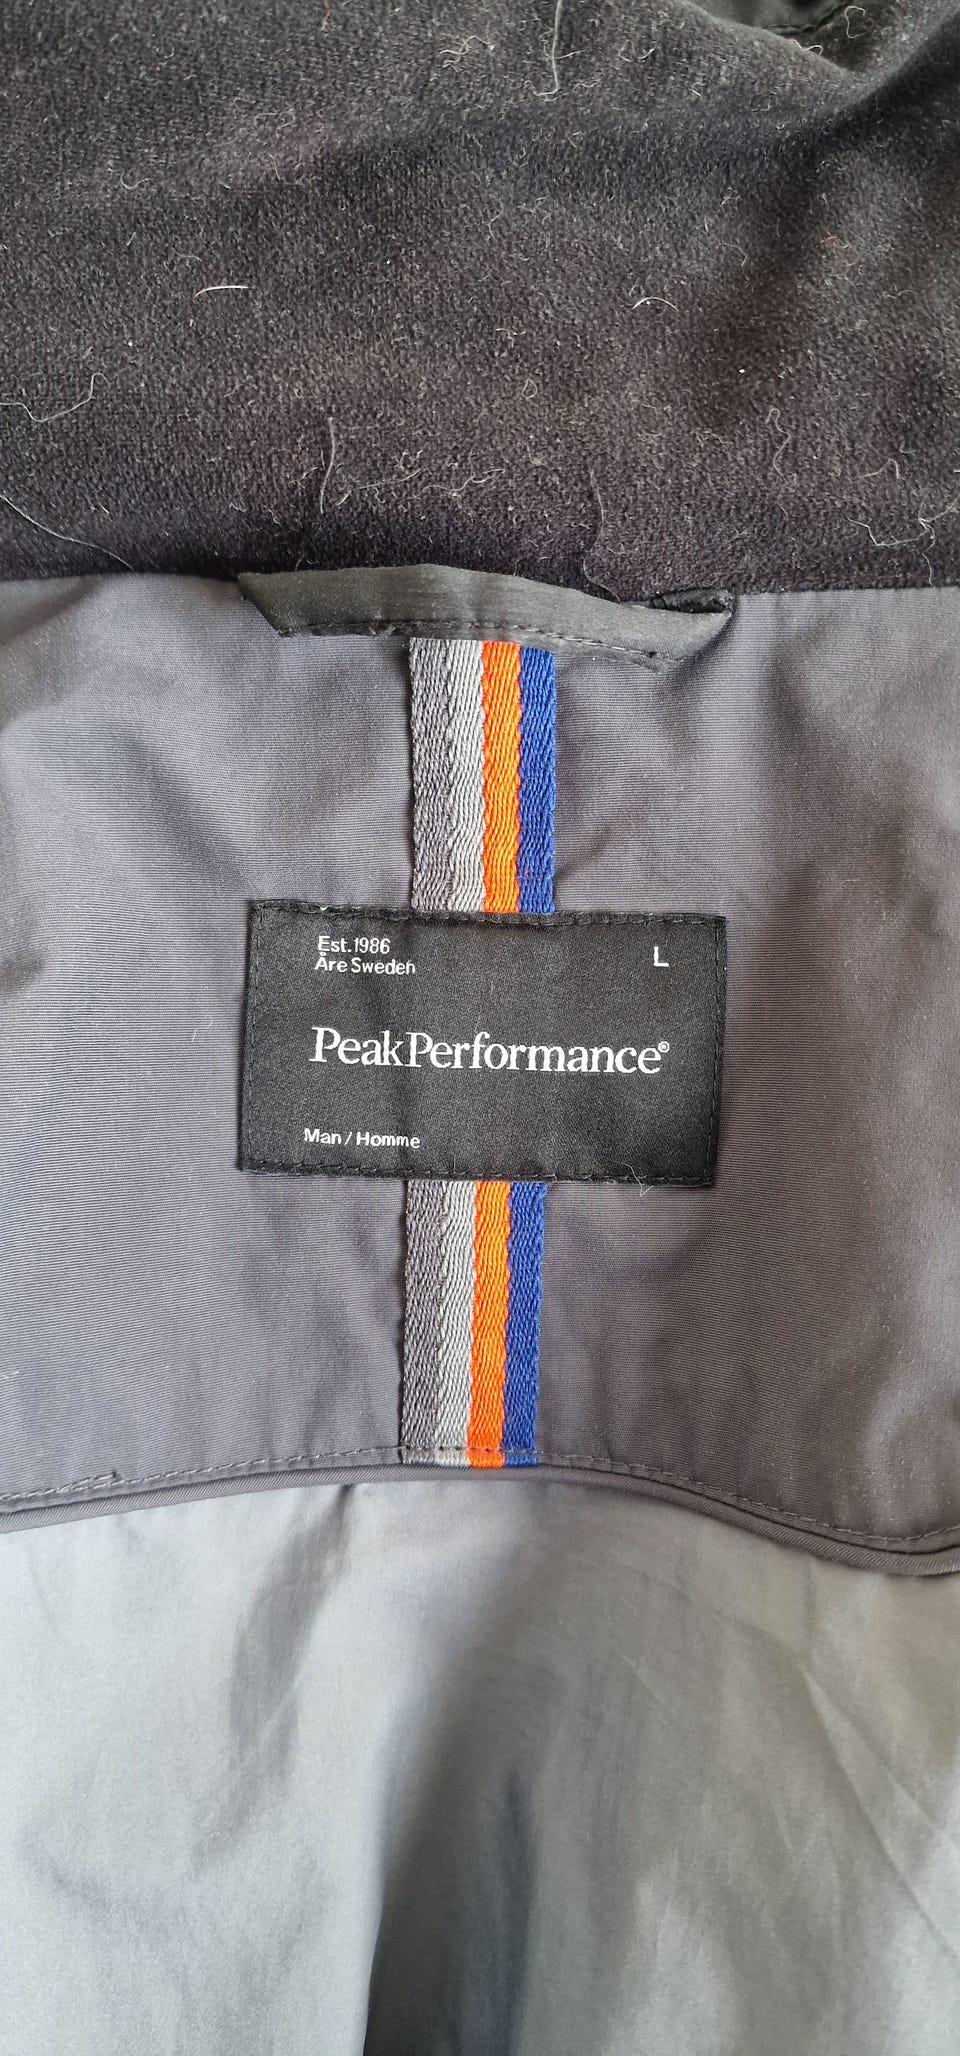 Est.1986
Åre Sweden
L
PeakPerformance®
Man / Homme